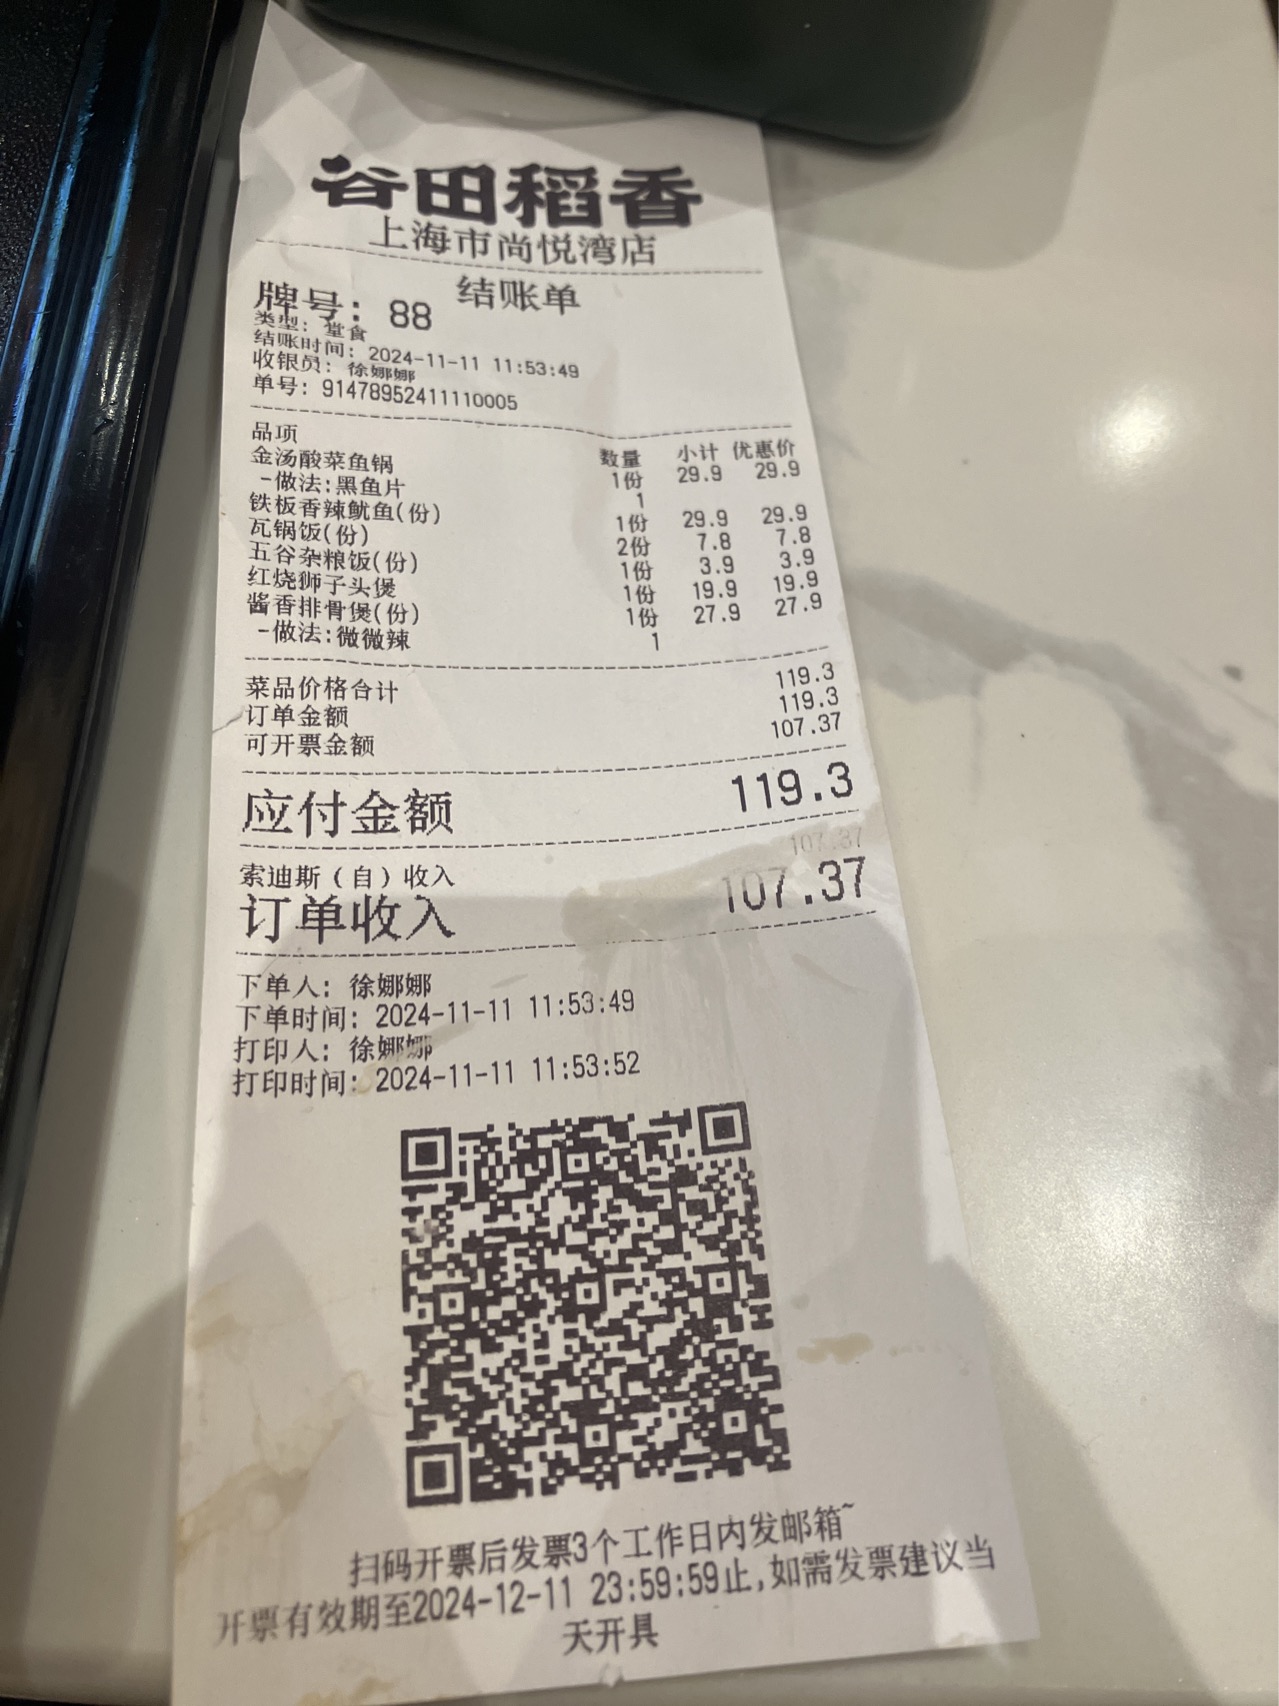 谷田稻香
上海市尚悦湾店
结账单
牌号: 88
类型: 堂食
结账时间: 2024-11-11 11:53:49
收银员: 徐娜娜
单号: 91478952411110005
品项 数量 小计 优惠价
金汤酸菜鱼锅 1份 29.9 29.9
-做法:黑鱼片 1
铁板香辣鱿鱼(份) 1份 29.9 29.9
瓦锅饭(份) 2份 7.8 7.8
五谷杂粮饭(份) 1份 3.9 3.9
红烧狮子头煲 1份 19.9 19.9
酱香排骨煲(份) 1份 27.9 27.9
-做法:微微辣 1
菜品价格合计 119.3
订单金额 119.3
可开票金额 107.37
应付金额 119.3
索迪斯（自）收入 107.37
订单收入 107.37
下单人: 徐娜娜
下单时间: 2024-11-11 11:53:49
打印人: 徐娜娜
打印时间: 2024-11-11 11:53:52
扫码开票后发票3个工作日内发邮箱~
开票有效期至2024-12-11 23:59:59止,如需发票建议当
天开具